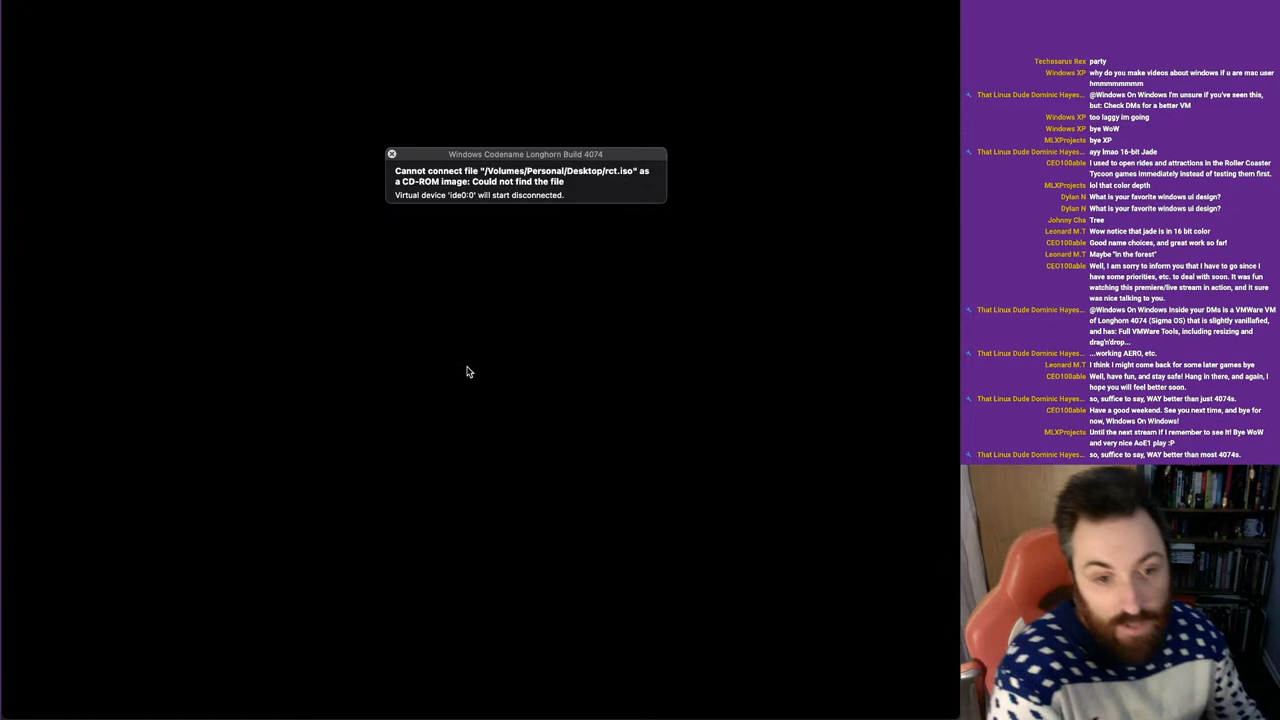 Windows Codename Longhorn Build 4074
Cannot connect file "/Volumes/Personal/Desktop/rct.iso" as
a CD-ROM image: Could not find the file
Virtual device 'ide0:0' will start disconnected.
Techosarus Rex party
Windows XP why do you make videos about windows if u are mac user
hmmmmmmmm
That Linux Dude Dominic Hayes... @Windows On Windows I'm unsure if you've seen this,
but: Check DMs for a better VM
Windows XP too laggy im going
Windows XP bye WoW
MLXProjects bye XP
That Linux Dude Dominic Hayes... ayy lmao 16-bit Jade
CEO100able I used to open rides and attractions in the Roller Coaster
Tycoon games immediately instead of testing them first.
MLXProjects lol that color depth
Dylan N What is your favorite windows ui design?
Dylan N What is your favorite windows ui design?
Johnny Cha Tree
Leonard M.T Wow notice that jade is in 16 bit color
CEO100able Good name choices, and great work so far!
Leonard M.T Maybe "in the forest"
CEO100able Well, I am sorry to inform you that I have to go since I
have some priorities, etc. to deal with soon. It was fun
watching this premiere/live stream in action, and it sure
was nice talking to you.
That Linux Dude Dominic Hayes... @Windows On Windows Inside your DMs is a VMWare VM
of Longhorn 4074 (Sigma OS) that is slightly vanillafied,
and has: Full VMWare Tools, including resizing and
drag'n'drop...
That Linux Dude Dominic Hayes... ...working AERO, etc.
Leonard M.T I think I might come back for some later games bye
CEO100able Well, have fun, and stay safe! Hang in there, and again, I
hope you will feel better soon.
That Linux Dude Dominic Hayes... so, suffice to say, WAY better than just 4074s.
CEO100able Have a good weekend. See you next time, and bye for
now, Windows On Windows!
MLXProjects Until the next stream if I remember to see it! Bye WoW
and very nice AoE1 play :P
That Linux Dude Dominic Hayes... so, suffice to say, WAY better than most 4074s.